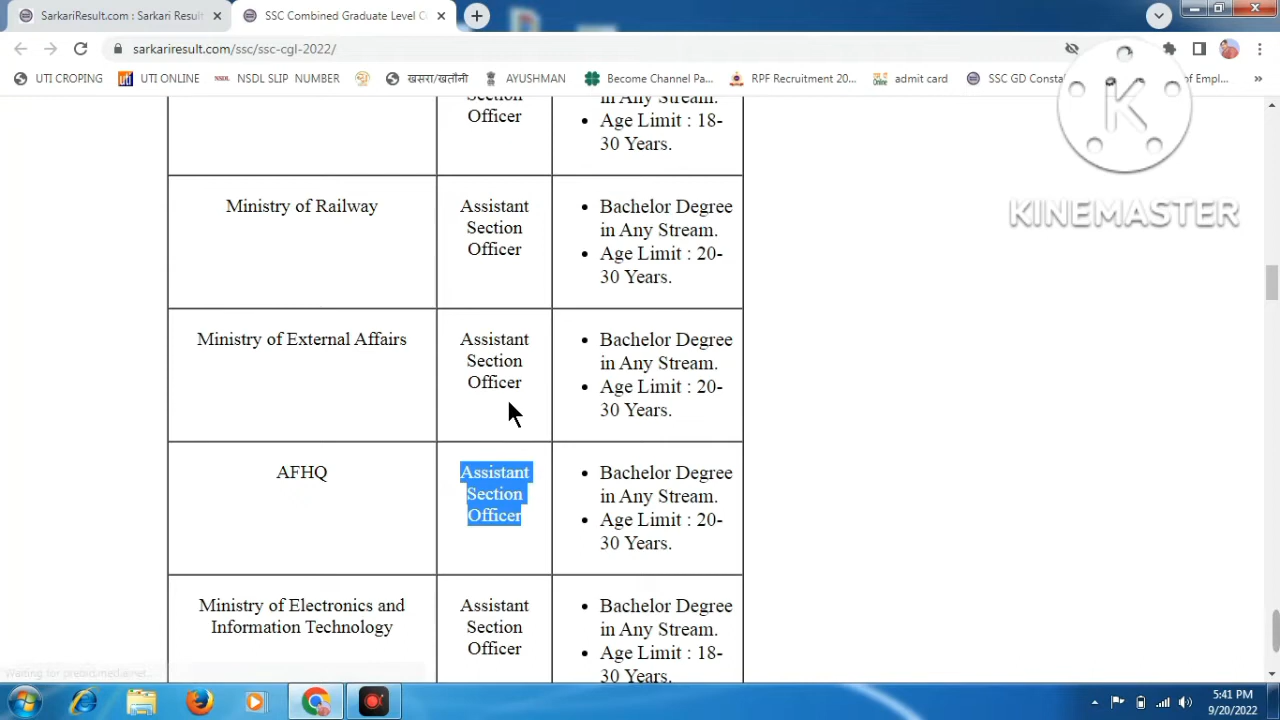 SarkariResult.com : Sarkari Result
SSC Combined Graduate Level C
sarkariresult.com/ssc/ssc-cgl-2022/
UTI CROPING
UTI ONLINE
NSDL SLIP NUMBER
खसरा/खतौनी
AYUSHMAN
Become Channel Pa...
RPF Recruitment 20...
admit card
SSC GD Consta
of Empl...
KINEMASTER
Section
Officer
in Any Stream.
Age Limit : 18-
30 Years.
Ministry of Railway
Assistant
Section
Officer
Bachelor Degree
in Any Stream.
Age Limit : 20-
30 Years.
Ministry of External Affairs
Assistant
Section
Officer
Bachelor Degree
in Any Stream.
Age Limit : 20-
30 Years.
AFHQ
Assistant
Section
Officer
Bachelor Degree
in Any Stream.
Age Limit : 20-
30 Years.
Ministry of Electronics and
Information Technology
Assistant
Section
Officer
Bachelor Degree
in Any Stream.
Age Limit : 18-
30 Years.
5:41 PM
9/20/2022